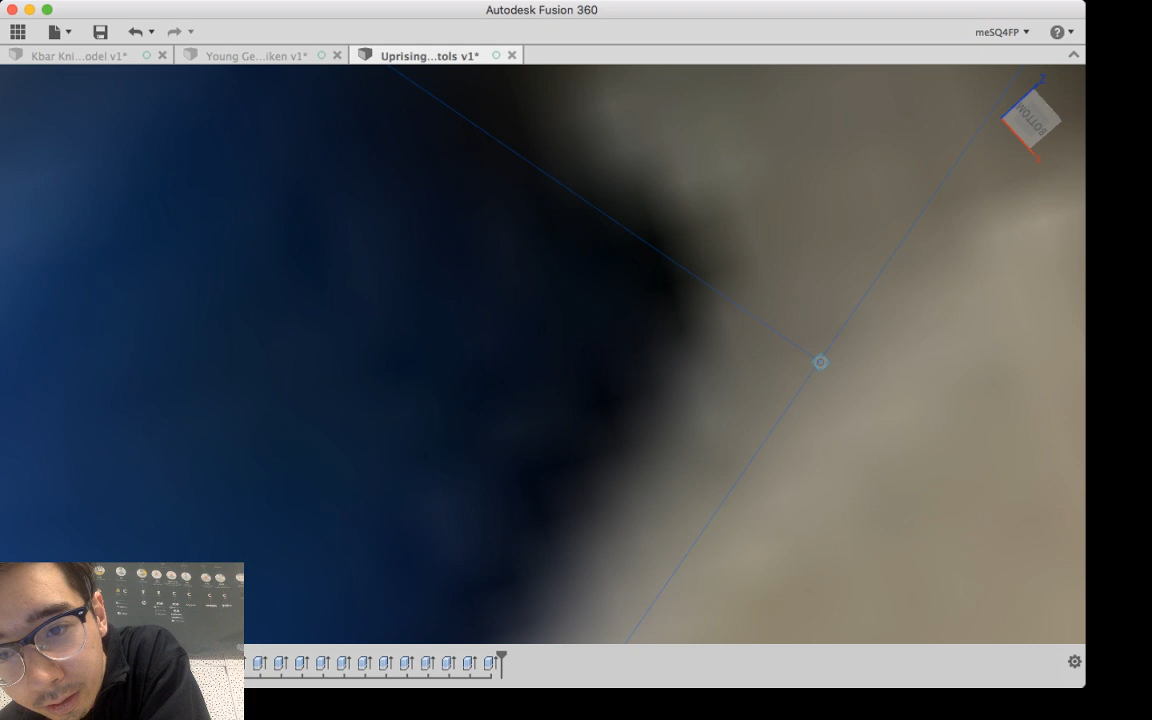 Autodesk Fusion 360
meSQ4FP
Kbar Kni...odel v1*
Young Ge...iken v1*
Uprising...tols v1*
Z
BOTTOM